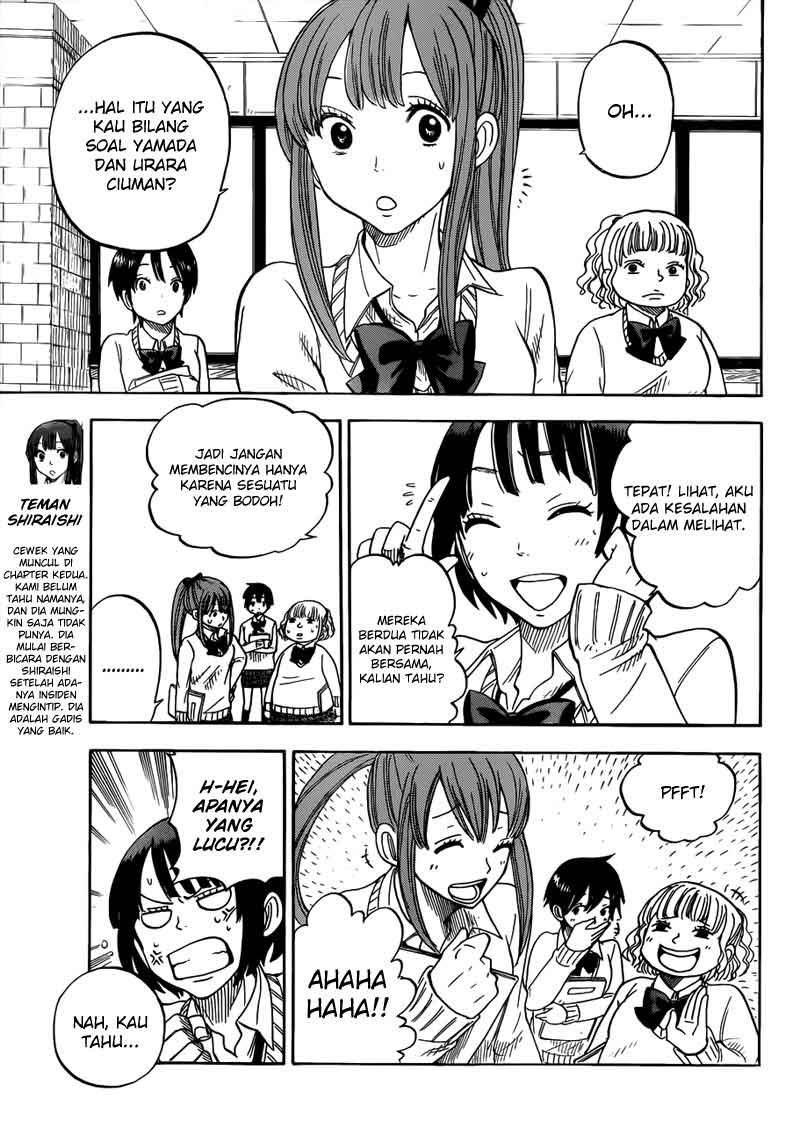 OH...
...HAL ITU YANG
KAU BILANG
SOAL YAMADA
DAN URARA
CIUMAN?
TEPAT! LIHAT, AKU
ADA KESALAHAN
DALAM MELIHAT.
MEREKA
BERDUA TIDAK
AKAN PERNAH
BERSAMA,
KALIAN TAHU?
JADI JANGAN
MEMBENCINYA HANYA
KARENA SESUATU
YANG BODOH!
.........
TEMAN
SHIRAISHI
CEWEK YANG
MUNCUL DI
CHAPTER KEDUA.
KAMI BELUM
TAHU NAMANYA,
DAN DIA MUNG-
KIN SAJA TIDAK
PUNYA. DIA
MULAI BER-
BICARA DENGAN
SHIRAISHI
SETELAH ADA-
NYA INSIDEN
MENGINTIP. DIA
ADALAH GADIS
YANG BAIK.
PFFT!
AHAHA
HAHA!!
H-HEI,
APANYA
YANG
LUCU?!!
NAH, KAU
TAHU...